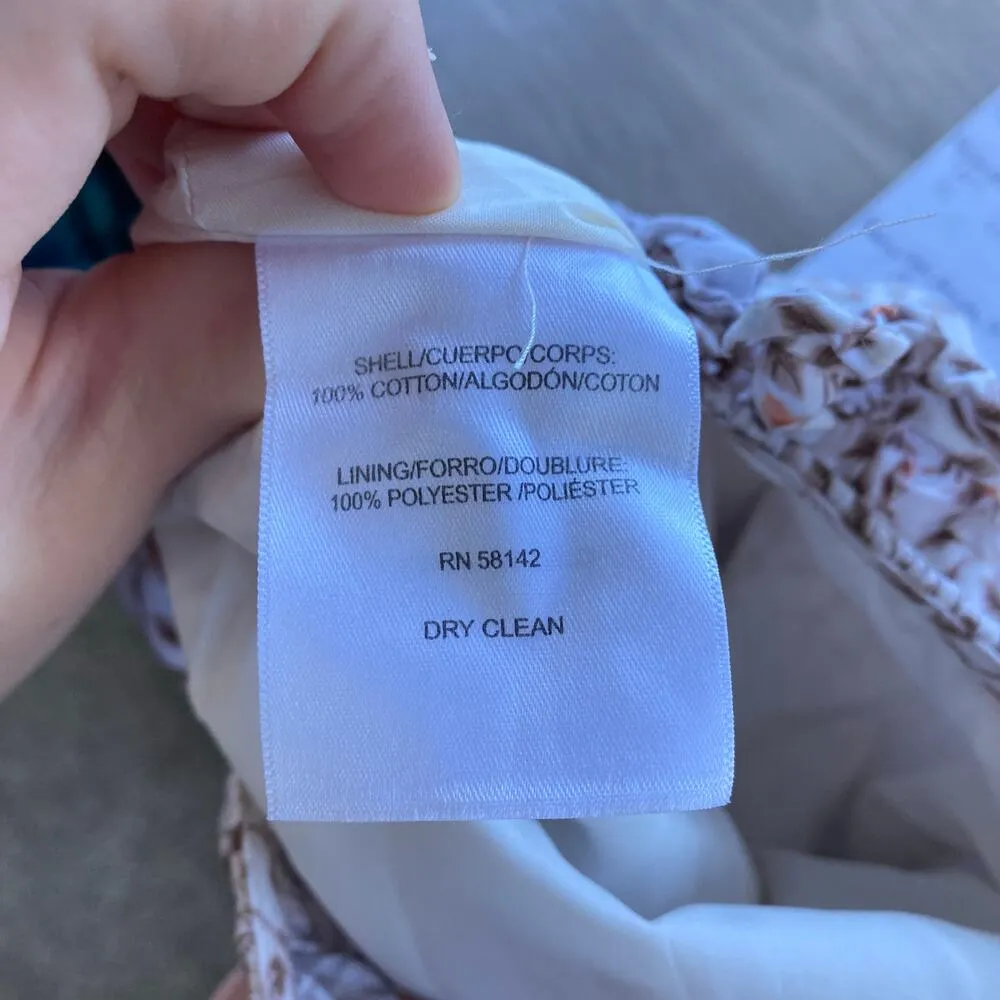 SHELL/CUERPO/CORPS:
100% COTTON/ALGODÓN/COTON
LINING/FORRO/DOUBLURE:
100% POLYESTER /POLIÉSTER
RN 58142
DRY CLEAN